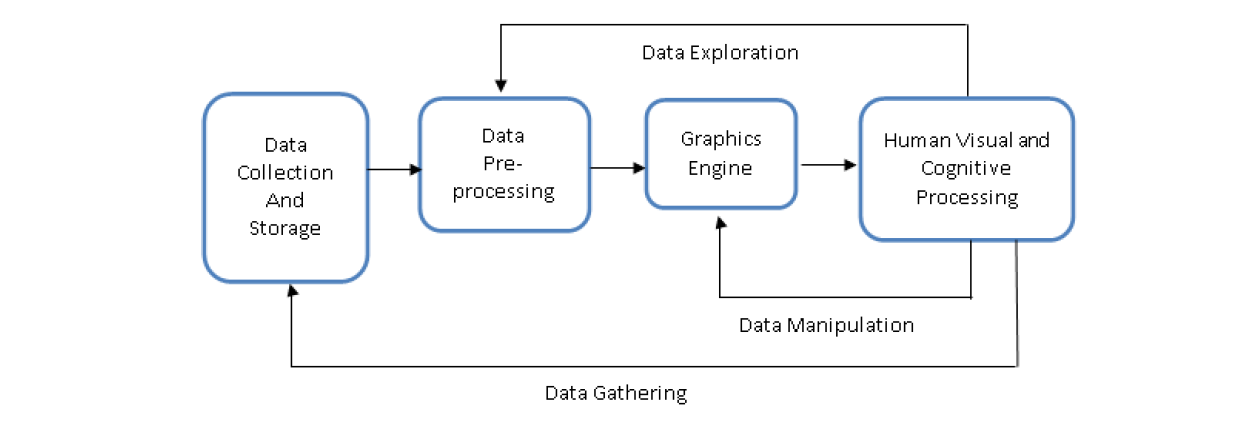 Data Exploration
Data
Collection
And
Storage
Data
Pre-
processing
Graphics
Engine
Human Visual and
Cognitive
Processing
Data Manipulation
Data Gathering